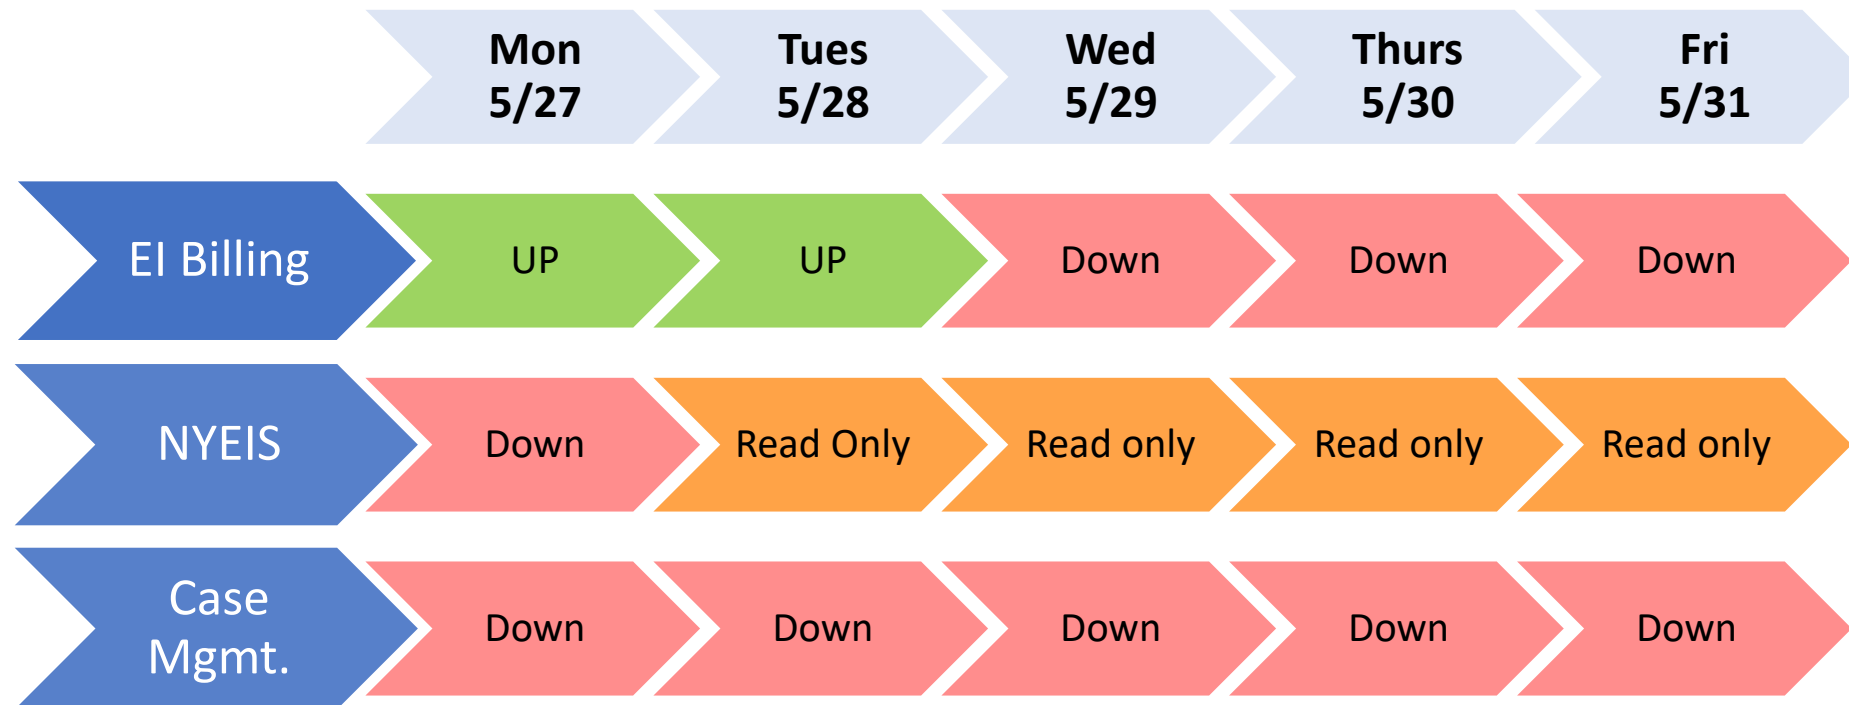 Mon
5/27
Tues
5/28
Wed
5/29
Thurs
5/30
Fri
5/31
EI Billing
UP
UP
Down
Down
Down
NYEIS
Down
Read Only
Read only
Read only
Read only
Case
Mgmt.
Down
Down
Down
Down
Down